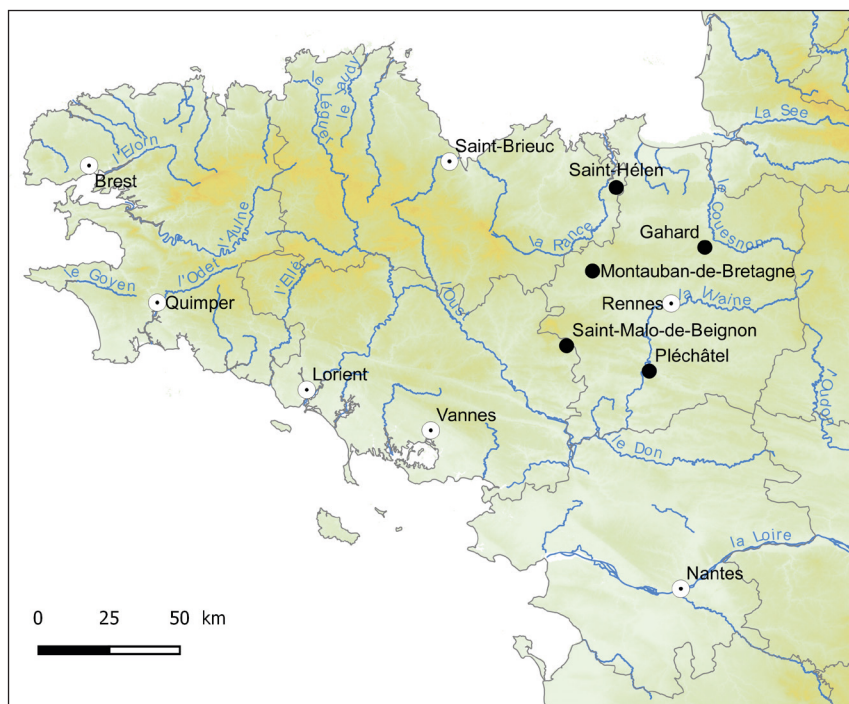 le Légué
le Jaudy
La See
l'Elorn
Saint-Brieuc
Brest
Saint-Hélen
le Couesnon
la Rance
Gahard
l'Aulne
le Goyen
l'Odet
l'Ellé
l'Oust
Montauban-de-Bretagne
Quimper
Rennes
la Waine
Saint-Malo-de-Beignon
Pléchâtel
l'Oudon
Lorient
Vannes
le Don
la Loire
Nantes
0 25 50 km